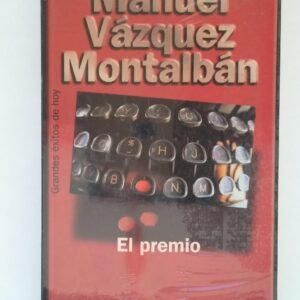 Manuel
Vázquez
Montalbán
Grandes éxitos de hoy
U
H J
B N M
El premio